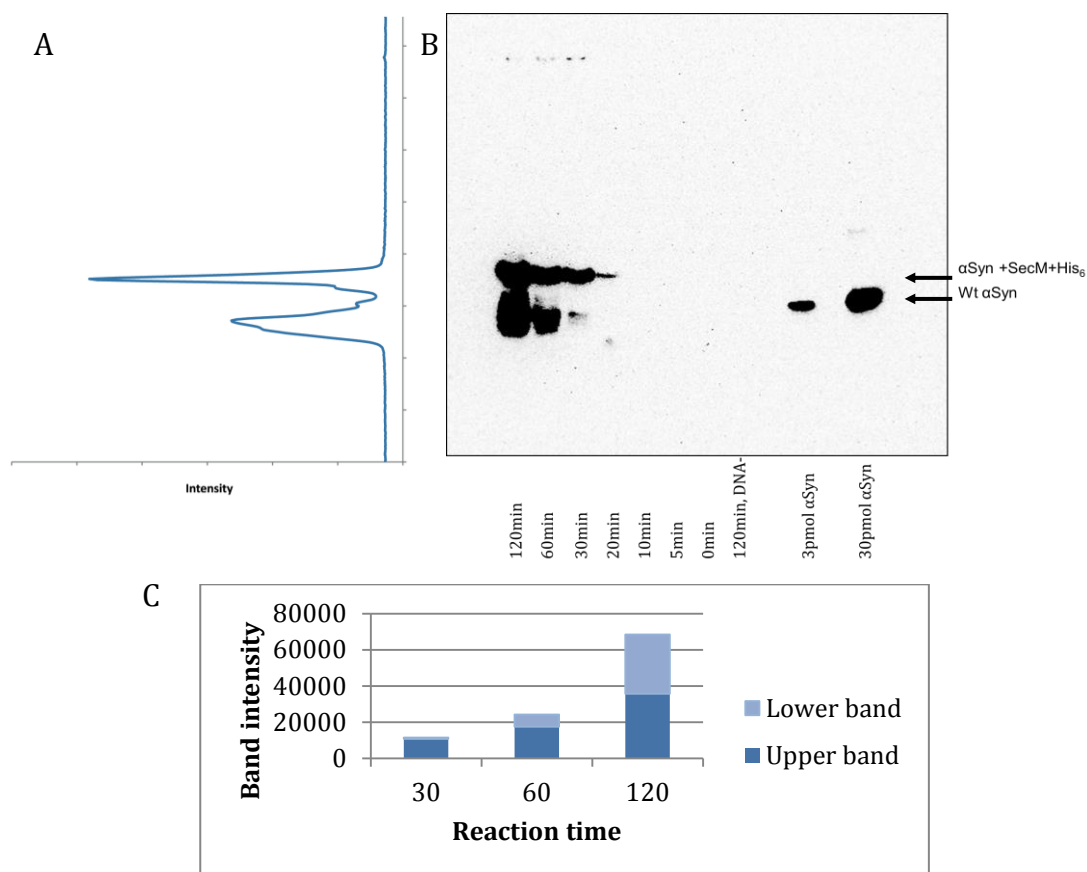 A
B
αSyn +SecM+His₆
Wt αSyn
Intensity
120min
60min
30min
20min
10min
5min
0min
120min, DNA-
3pmol αSyn
30pmol αSyn
C
80000
60000
40000
20000
0
Band intensity
30 60 120
Reaction time
Lower band
Upper band